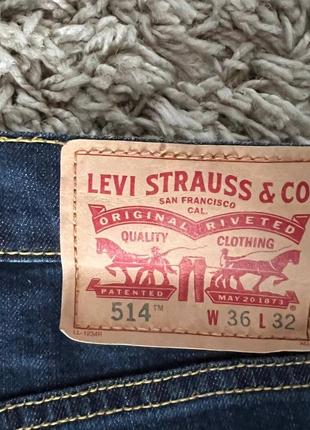 LEVI STRAUSS & CO
SAN FRANCISCO
CAL.
ORIGINAL RIVETED
QUALITY CLOTHING
PATENTED MAY 20 1873
514™ W 36 L 32